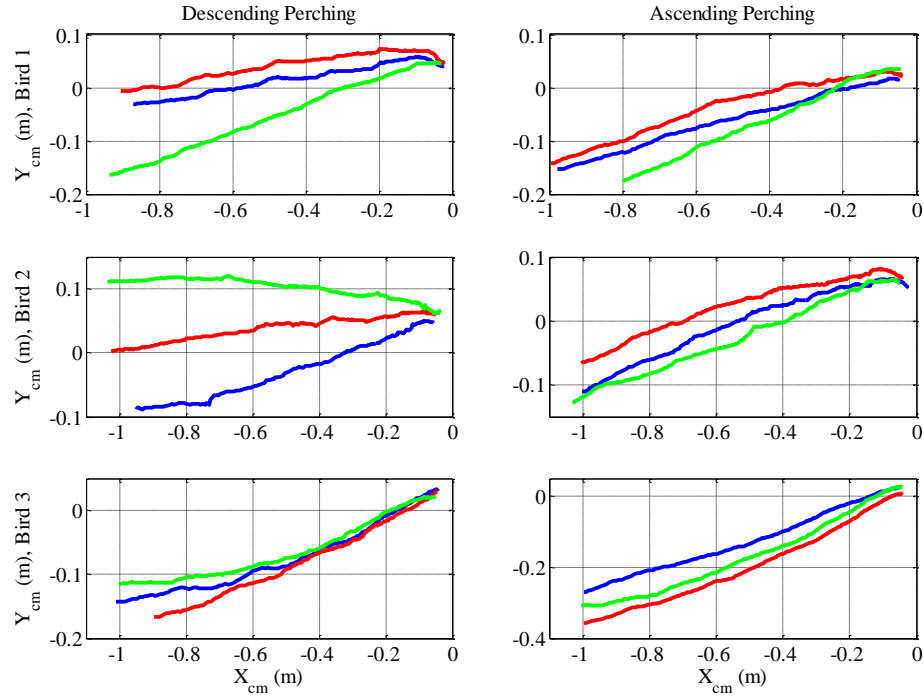 Descending Perching
Ascending Perching
Y_cm (m), Bird 1
0.1
0
-0.1
-0.2
-1 -0.8 -0.6 -0.4 -0.2 0
0.1
0
-0.1
-0.2
-1 -0.8 -0.6 -0.4 -0.2 0
Y_cm (m), Bird 2
0.1
0
-0.1
-1 -0.8 -0.6 -0.4 -0.2 0
0.1
0
-0.1
-1 -0.8 -0.6 -0.4 -0.2 0
Y_cm (m), Bird 3
0
-0.1
-0.2
-1 -0.8 -0.6 -0.4 -0.2 0
X_cm (m)
0
-0.2
-0.4
-1 -0.8 -0.6 -0.4 -0.2 0
X_cm (m)